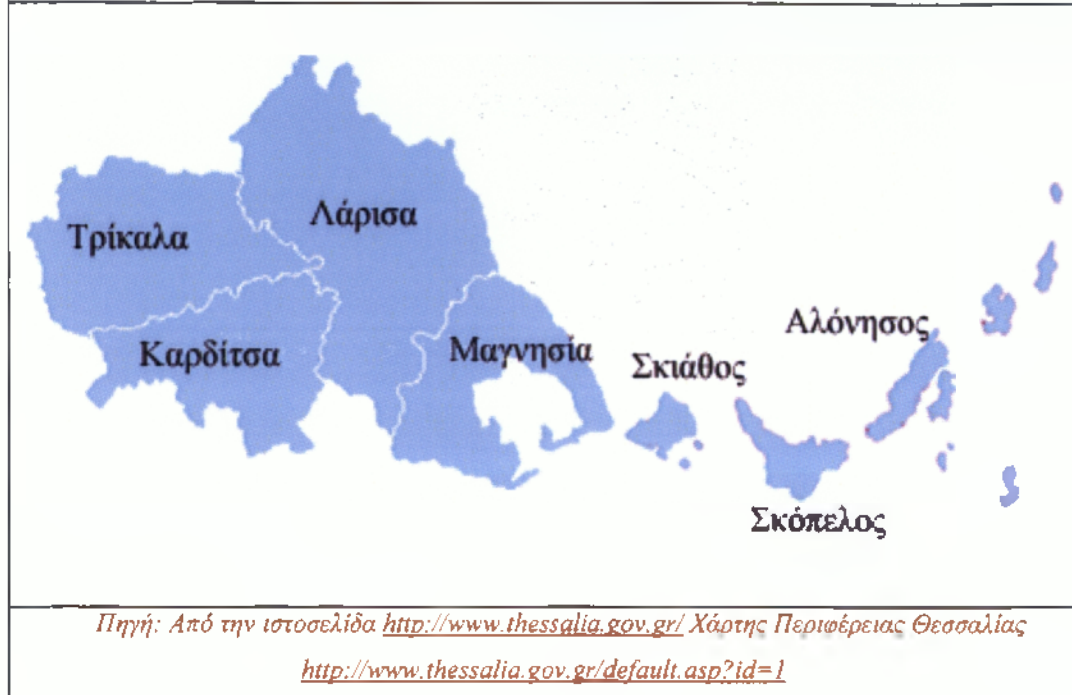 Τρίκαλα
Λάρισα
Καρδίτσα
Μαγνησία
Σκιάθος
Αλόνησος
Σκόπελος
Πηγή: Από την ιστοσελίδα http://www.thessalia.gov.gr/ Χάρτης Περιφέρειας Θεσσαλίας
http://www.thessalia.gov.gr/default.asp?id=1